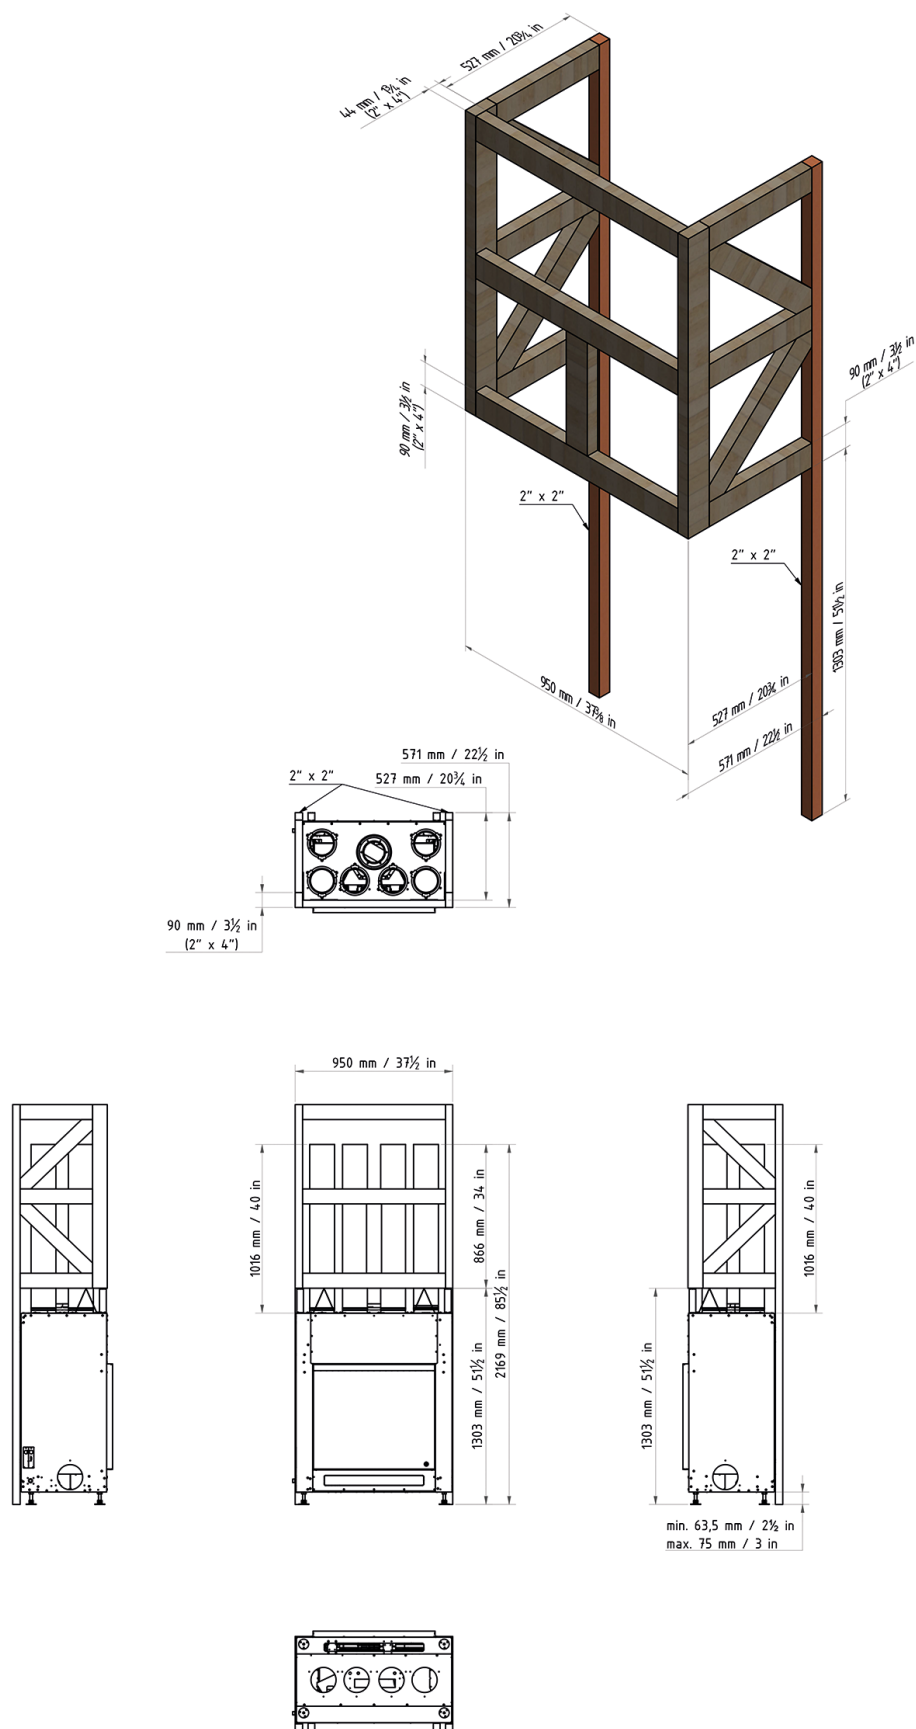 527 mm / 20¾ in
44 mm / 1¾ in
(2" x 4")
90 mm / 3½ in
(2" x 4")
90 mm / 3½ in
(2" x 4")
2" x 2"
2" x 2"
1303 mm / 51½ in
950 mm / 37⅜ in
527 mm / 20¾ in
571 mm / 22½ in
571 mm / 22½ in
2" x 2"
527 mm / 20¾ in
90 mm / 3½ in
(2" x 4")
950 mm / 37½ in
1016 mm / 40 in
866 mm / 34 in
1016 mm / 40 in
2169 mm / 85½ in
1303 mm / 51½ in
1303 mm / 51½ in
min. 63,5 mm / 2½ in
max. 75 mm / 3 in